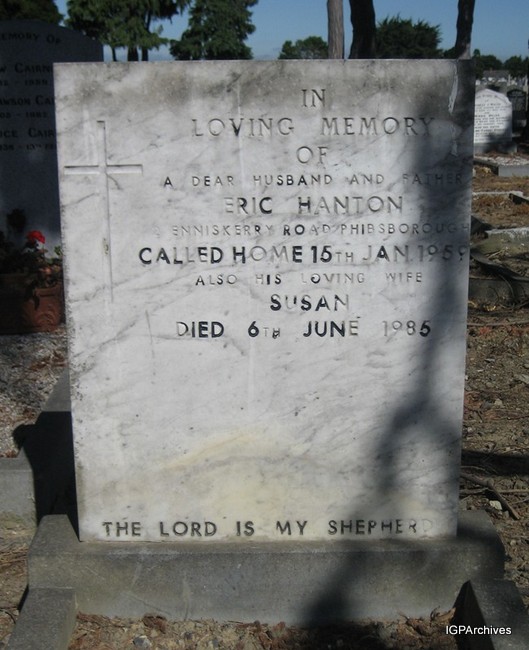 IN
LOVING MEMORY
OF
A DEAR HUSBAND AND FATHER
ERIC HANTON
ENNISKERRY ROAD PHIBSBOROUGH
CALLED HOME 15TH JAN 1959
ALSO HIS LOVING WIFE
SUSAN
DIED 6TH JUNE 1985
THE LORD IS MY SHEPHERD
IGPArchives